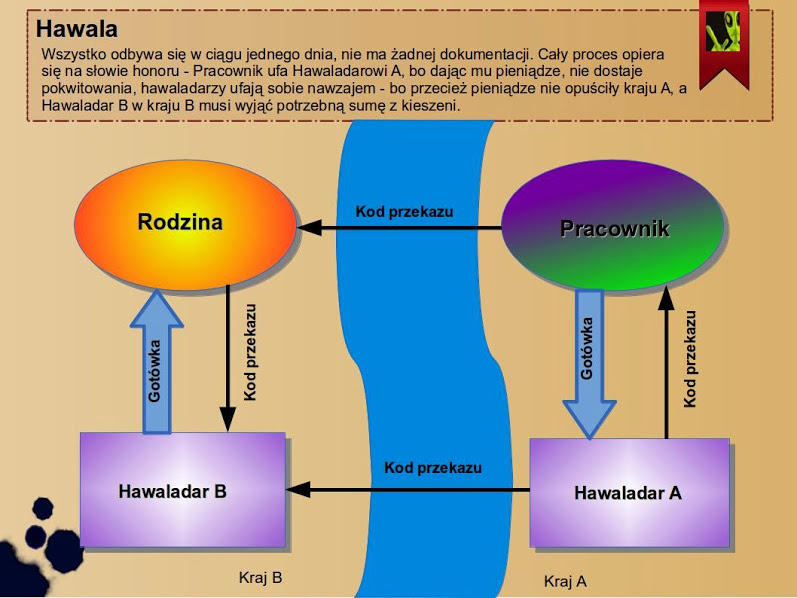 Hawala
Wszystko odbywa się w ciągu jednego dnia, nie ma żadnej dokumentacji. Cały proces opiera
się na słowie honoru - Pracownik ufa Hawaladarowi A, bo dając mu pieniądze, nie dostaje
pokwitowania, hawaladarzy ufają sobie nawzajem - bo przecież pieniądze nie opuściły kraju A, a
Hawaladar B w kraju B musi wyjąć potrzebną sumę z kieszeni.
Kod przekazu
Rodzina
Pracownik
Gotówka
Kod przekazu
Gotówka
Kod przekazu
Kod przekazu
Hawaladar B
Hawaladar A
Kraj B
Kraj A